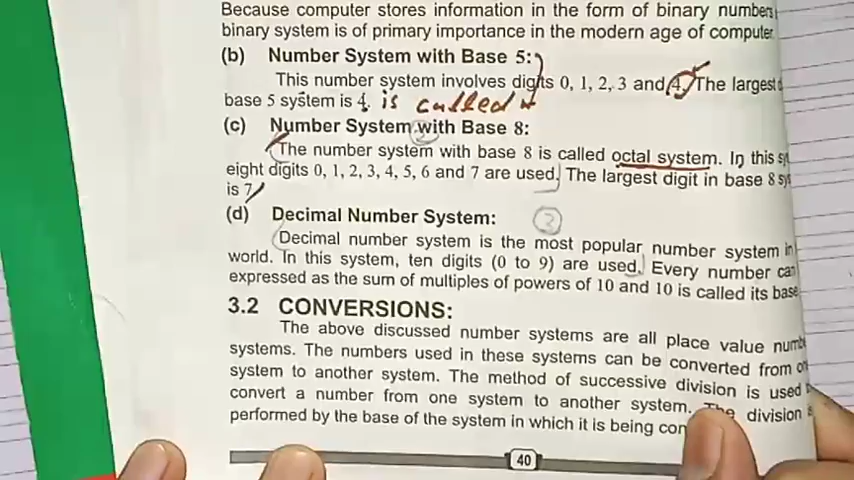 Because computer stores information in the form of binary numbers
binary system is of primary importance in the modern age of computer
(b) Number System with Base 5:
This number system involves digits 0, 1, 2, 3 and 4. The largest
base 5 system is 4. is called
(c) Number System with Base 8:
The number system with base 8 is called octal system. In this
eight digits 0, 1, 2, 3, 4, 5, 6 and 7 are used. The largest digit in base 8
is 7
(d) Decimal Number System: 3
Decimal number system is the most popular number system in
world. In this system, ten digits (0 to 9) are used. Every number can
expressed as the sum of multiples of powers of 10 and 10 is called its base
3.2 CONVERSIONS:
The above discussed number systems are all place value
systems. The numbers used in these systems can be converted from
system to another system. The method of successive division is used
convert a number from one system to another system. The division
performed by the base of the system in which it is being
40